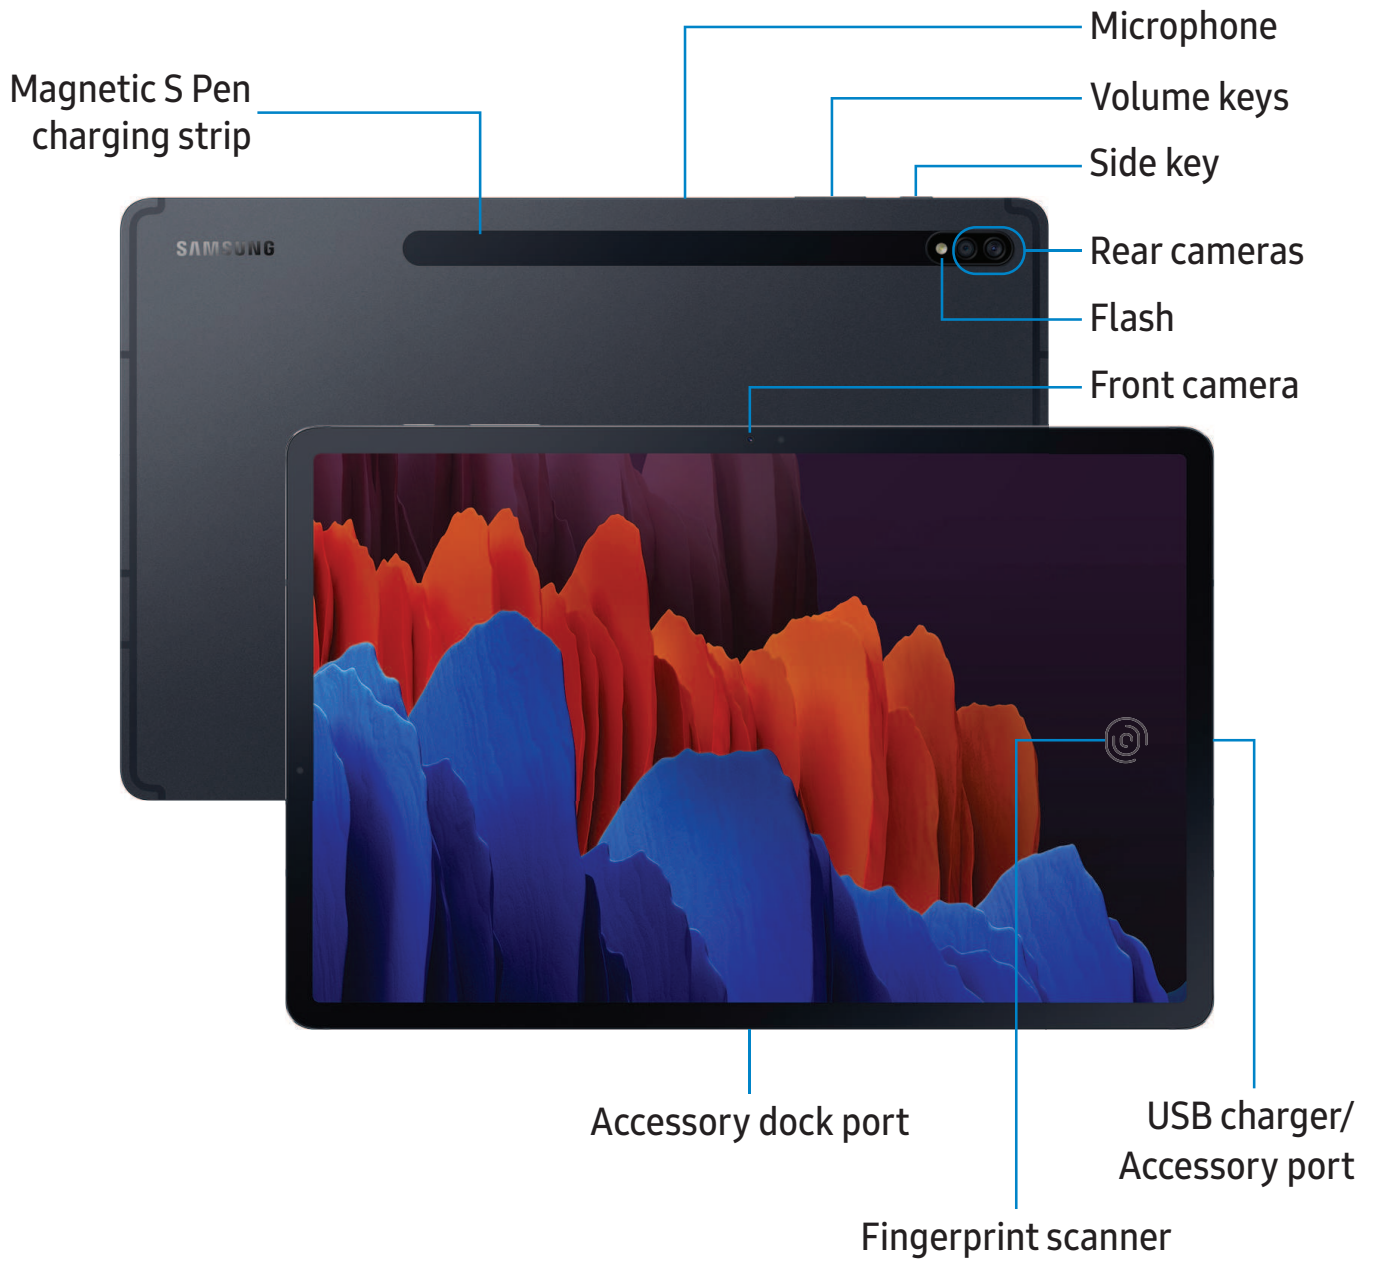 Microphone
Magnetic S Pen
charging strip
Volume keys
Side key
SAMSUNG
Rear cameras
Flash
Front camera
Accessory dock port
USB charger/
Accessory port
Fingerprint scanner